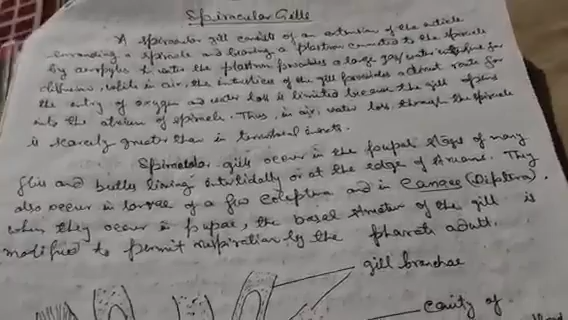 Spiracular Gills
A spiracular gill consists of an extension of the cuticle
surrounding a spiracle and bearing a plastron connected to the spiracle
by aeropyles. In water the plastron provides a large water interface for
diffusion, while in air, the interstices of the gill provides a direct route for
the entry of oxygen and water loss is limited because the gill opens
into the atrium of spiracle. Thus, in air, water loss through the spiracle
is scarcely greater than in terrestrial insects.
Spiracular gills occur in the pupal stages of many
flies and beetles living intertidally or at the edge of streams. They
also occur in larvae of a few Coleoptera and in Canace (Diptera).
When they occur in pupae, the basal structure of the gill is
modified to permit respiration by the pharate adult.
gill branchae
cavity of